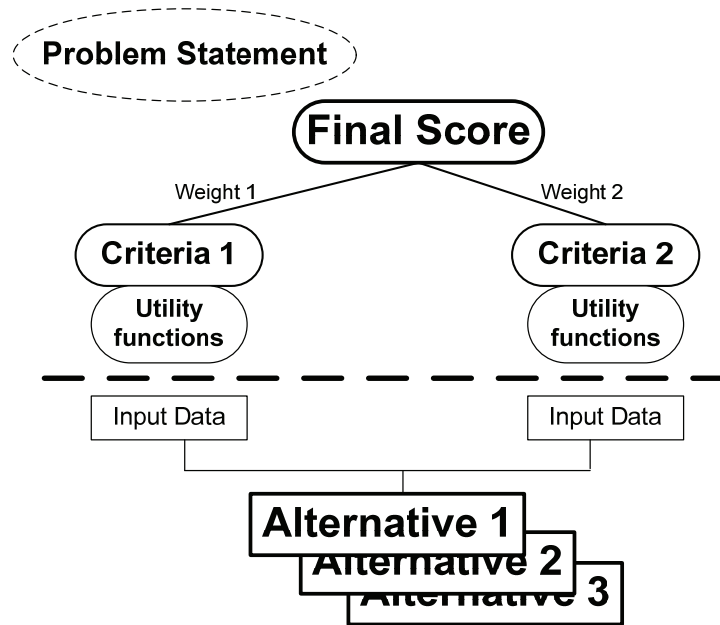 Problem Statement
Final Score
Weight 1
Weight 2
Criteria 1
Criteria 2
Utility
functions
Utility
functions
Input Data
Input Data
Alternative 1
Alternative 2
Alternative 3